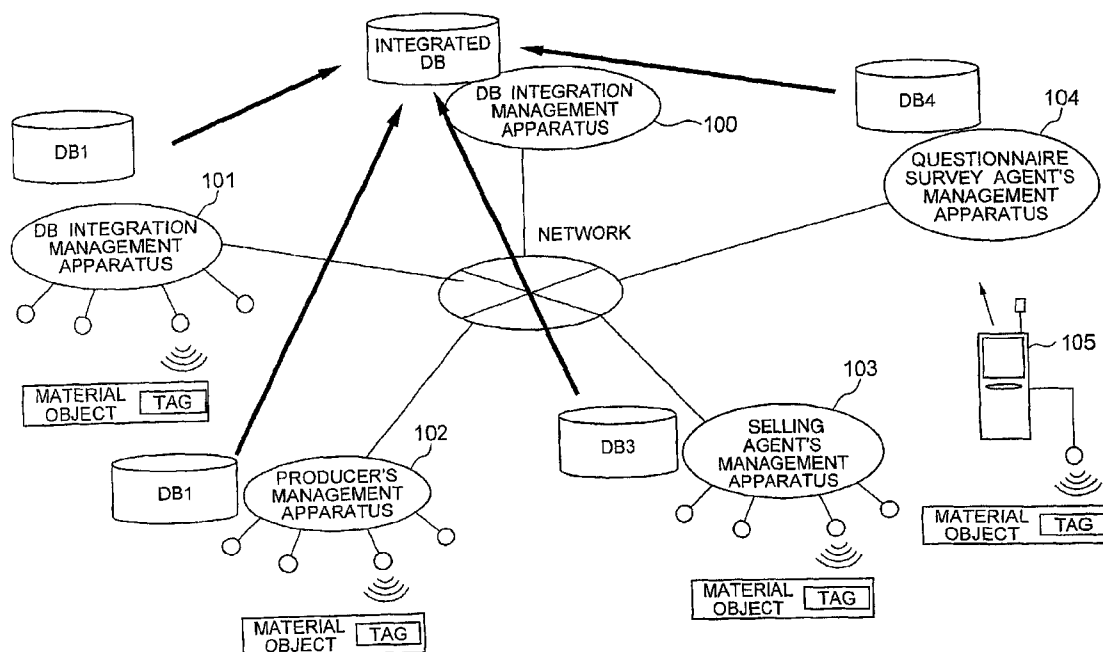 INTEGRATED
DB
DB INTEGRATION
MANAGEMENT
APPARATUS
100
DB4
104
QUESTIONNAIRE
SURVEY AGENT'S
MANAGEMENT
APPARATUS
DB1
101
DB INTEGRATION
MANAGEMENT
APPARATUS
NETWORK
MATERIAL
OBJECT
TAG
105
103
SELLING
AGENT'S
MANAGEMENT
APPARATUS
DB3
102
PRODUCER'S
MANAGEMENT
APPARATUS
DB1
MATERIAL
OBJECT
TAG
MATERIAL
OBJECT
TAG
MATERIAL
OBJECT
TAG